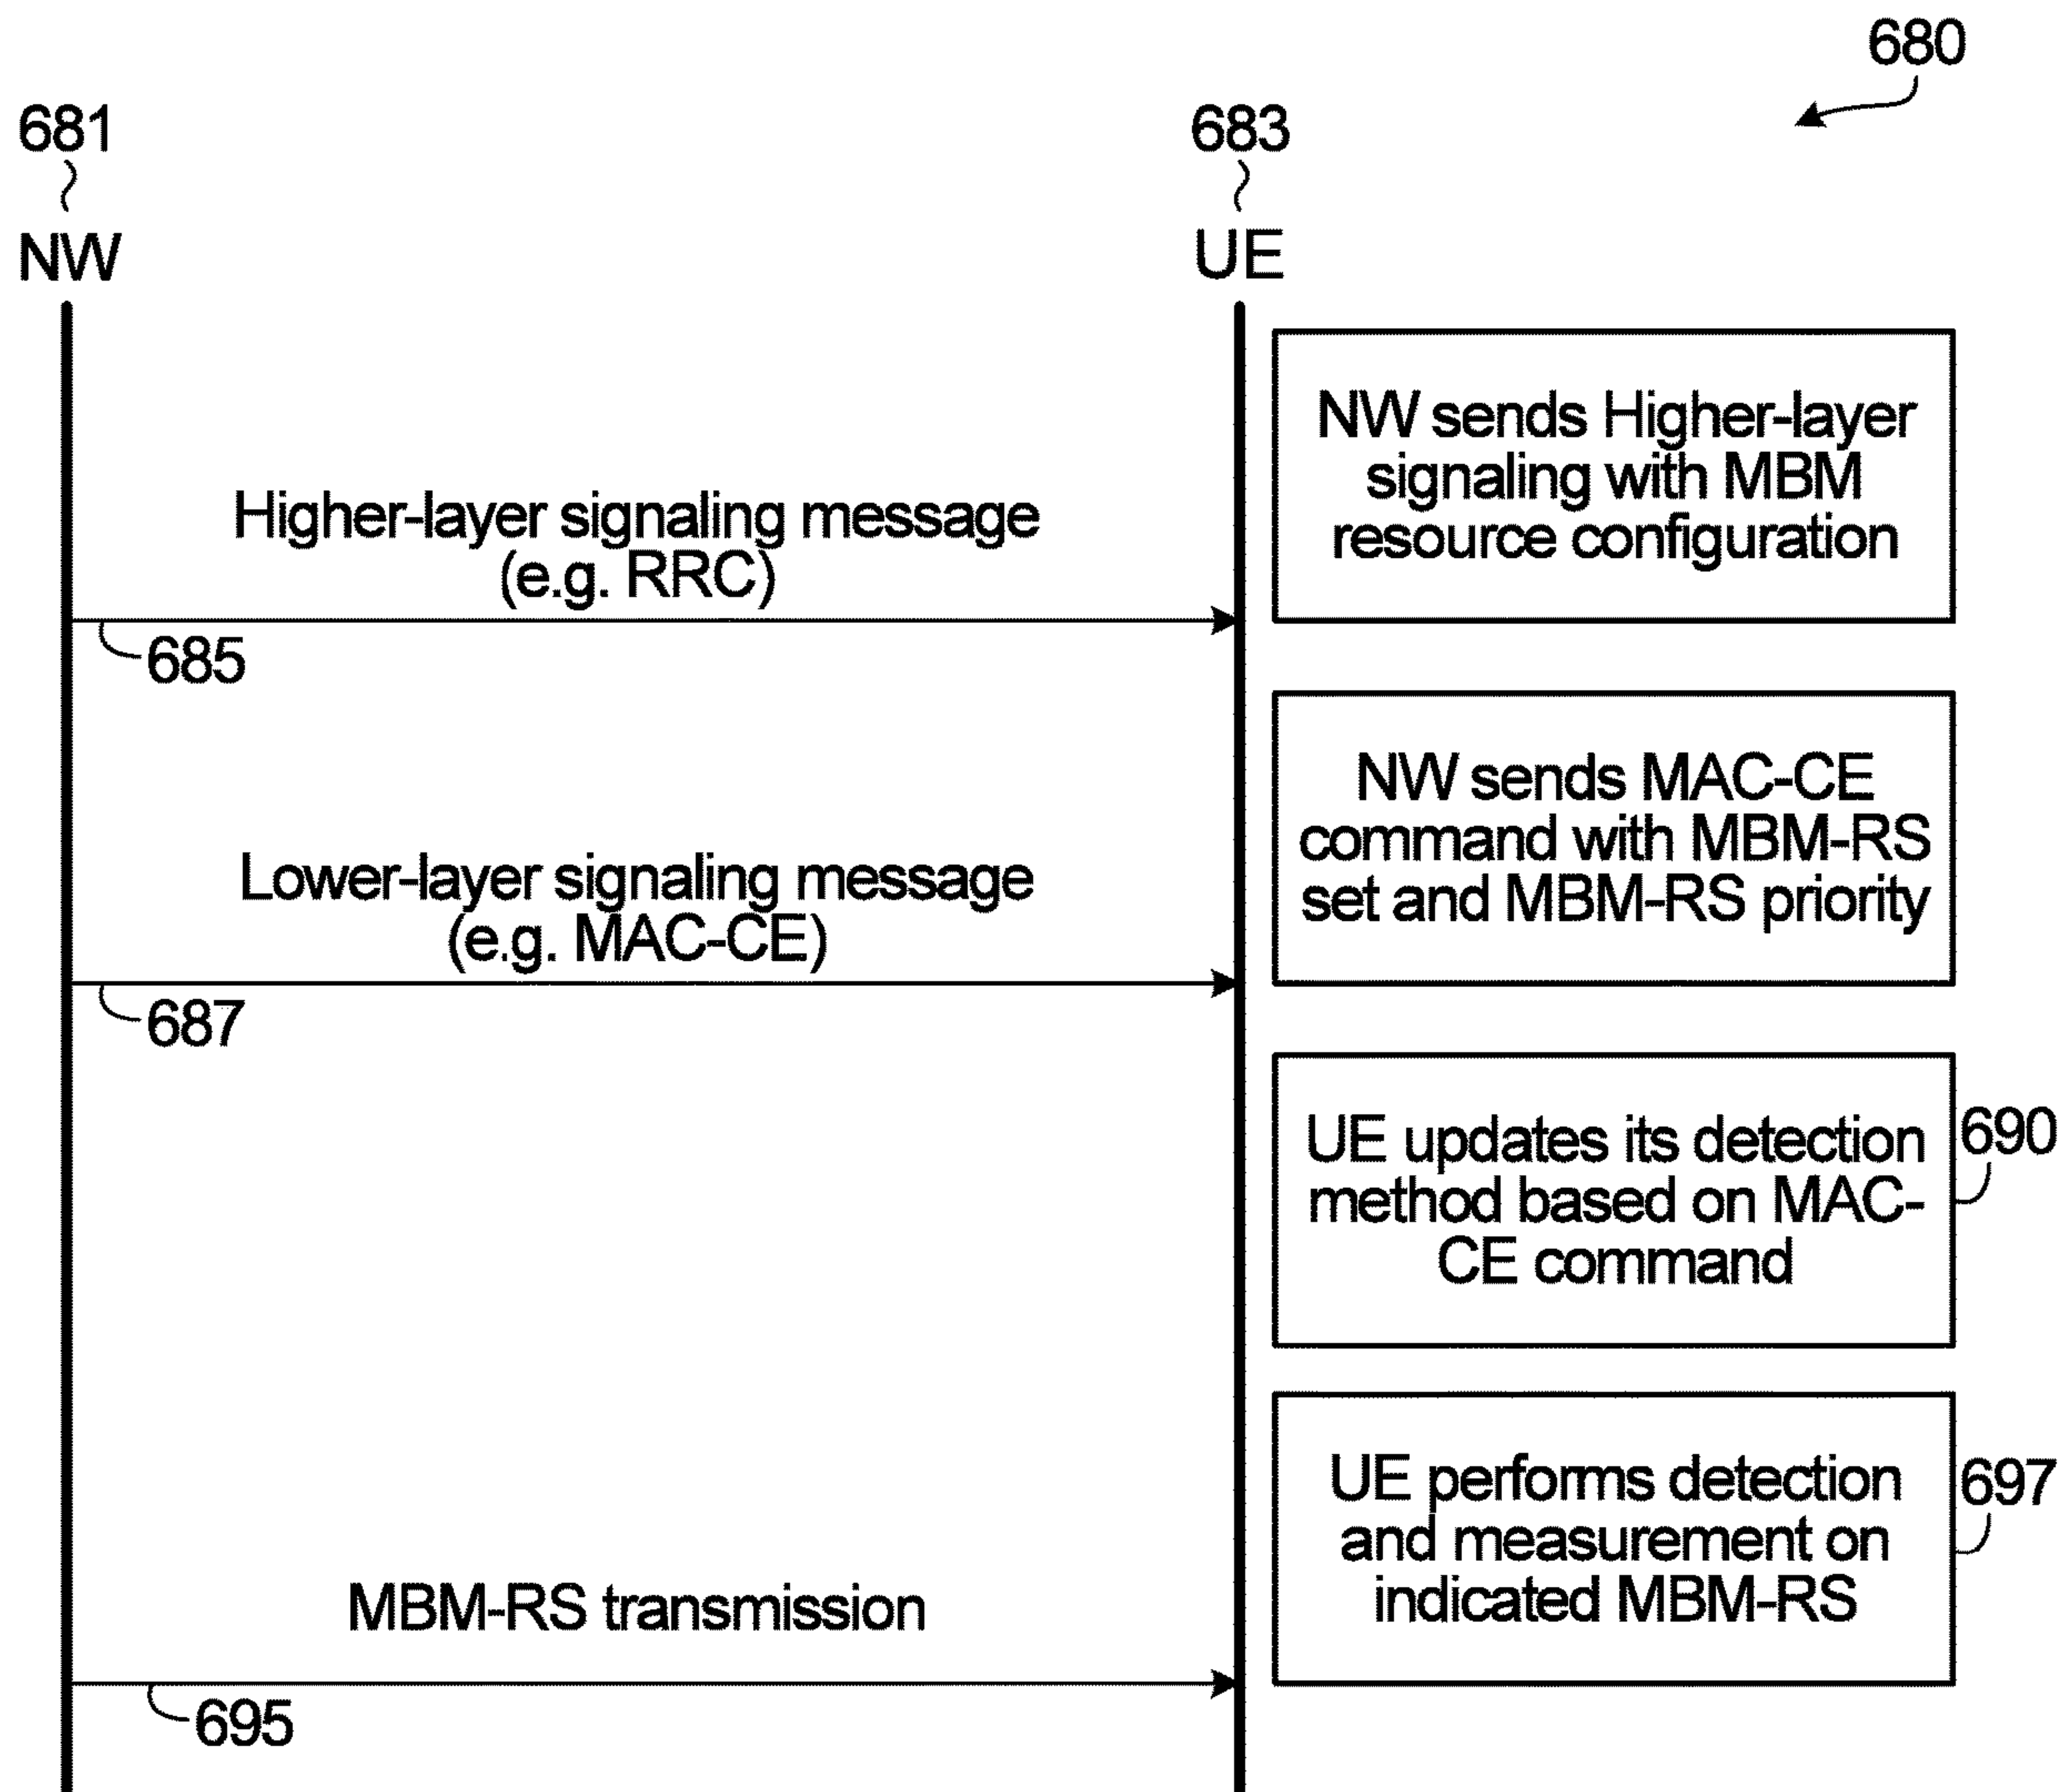 680
681
683
NW
UE
NW sends Higher-layer
signaling with MBM
resource configuration
Higher-layer signaling message
(e.g. RRC)
685
NW sends MAC-CE
command with MBM-RS
set and MBM-RS priority
Lower-layer signaling message
(e.g. MAC-CE)
687
UE updates its detection
method based on MAC-
CE command
690
UE performs detection
and measurement on
indicated MBM-RS
697
MBM-RS transmission
695